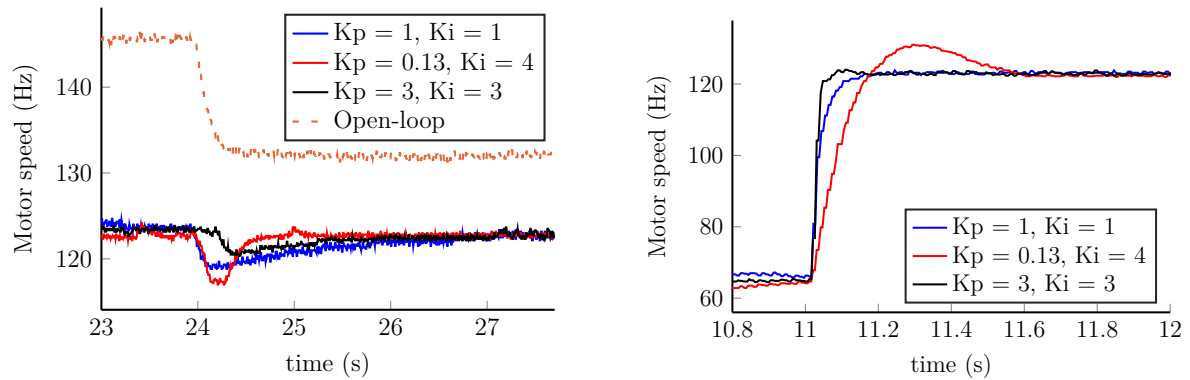 Motor speed (Hz)
140
130
120
23
24
25
26
27
time (s)
Kp = 1, Ki = 1
Kp = 0.13, Ki = 4
Kp = 3, Ki = 3
Open-loop
Motor speed (Hz)
120
100
80
60
10.8
11
11.2
11.4
11.6
11.8
12
time (s)
Kp = 1, Ki = 1
Kp = 0.13, Ki = 4
Kp = 3, Ki = 3